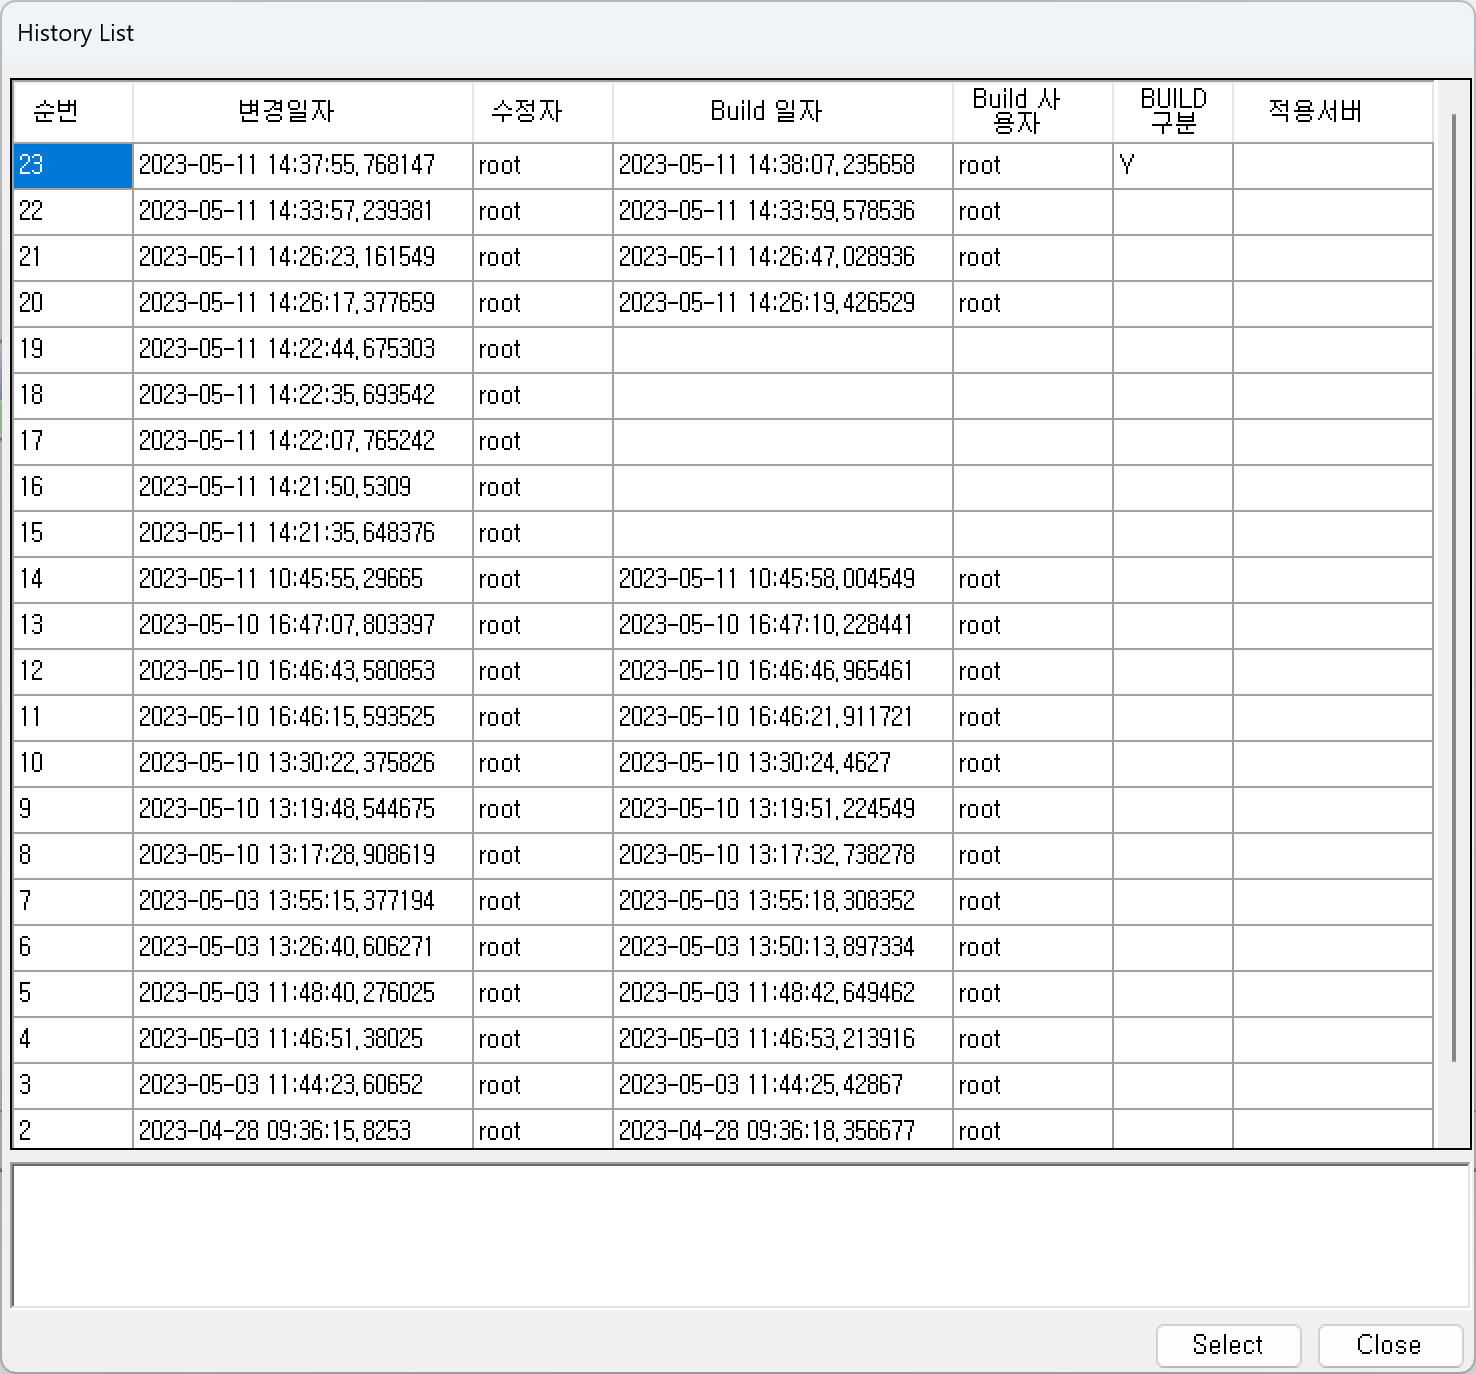 History List
순번 변경일자 수정자 Build 일자 Build 사용자 BUILD 구분 적용서버
23 2023-05-11 14:37:55.768147 root 2023-05-11 14:38:07.235658 root Y
22 2023-05-11 14:33:57.239381 root 2023-05-11 14:33:59.578536 root
21 2023-05-11 14:26:23.161549 root 2023-05-11 14:26:47.028936 root
20 2023-05-11 14:26:17.377659 root 2023-05-11 14:26:19.426529 root
19 2023-05-11 14:22:44.675303 root
18 2023-05-11 14:22:35.693542 root
17 2023-05-11 14:22:07.765242 root
16 2023-05-11 14:21:50.5309 root
15 2023-05-11 14:21:35.648376 root
14 2023-05-11 10:45:55.29665 root 2023-05-11 10:45:58.004549 root
13 2023-05-10 16:47:07.803397 root 2023-05-10 16:47:10.228441 root
12 2023-05-10 16:46:43.580853 root 2023-05-10 16:46:46.965461 root
11 2023-05-10 16:46:15.593525 root 2023-05-10 16:46:21.911721 root
10 2023-05-10 13:30:22.375826 root 2023-05-10 13:30:24.4627 root
9 2023-05-10 13:19:48.544675 root 2023-05-10 13:19:51.224549 root
8 2023-05-10 13:17:28.908619 root 2023-05-10 13:17:32.738278 root
7 2023-05-03 13:55:15.377194 root 2023-05-03 13:55:18.308352 root
6 2023-05-03 13:26:40.606271 root 2023-05-03 13:50:13.897334 root
5 2023-05-03 11:48:40.276025 root 2023-05-03 11:48:42.649462 root
4 2023-05-03 11:46:51.38025 root 2023-05-03 11:46:53.213916 root
3 2023-05-03 11:44:23.60652 root 2023-05-03 11:44:25.42867 root
2 2023-04-28 09:36:15.8253 root 2023-04-28 09:36:18.356677 root
Select Close